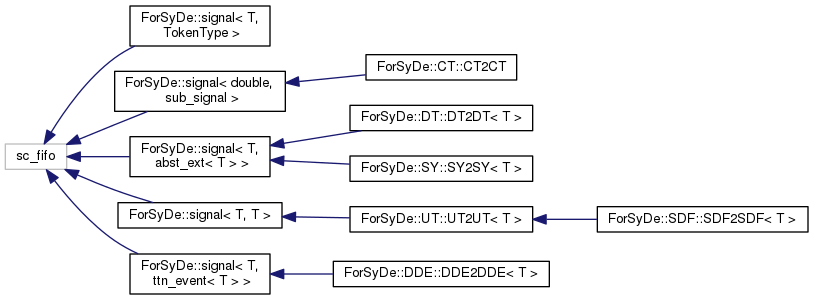 ForSyDe::signal< T,
TokenType >
ForSyDe::signal< double,
sub_signal >
ForSyDe::CT::CT2CT
ForSyDe::DT::DT2DT< T >
sc_fifo
ForSyDe::signal< T,
abst_ext< T > >
ForSyDe::SY::SY2SY< T >
ForSyDe::signal< T, T >
ForSyDe::UT::UT2UT< T >
ForSyDe::SDF::SDF2SDF< T >
ForSyDe::signal< T,
ttn_event< T > >
ForSyDe::DDE::DDE2DDE< T >